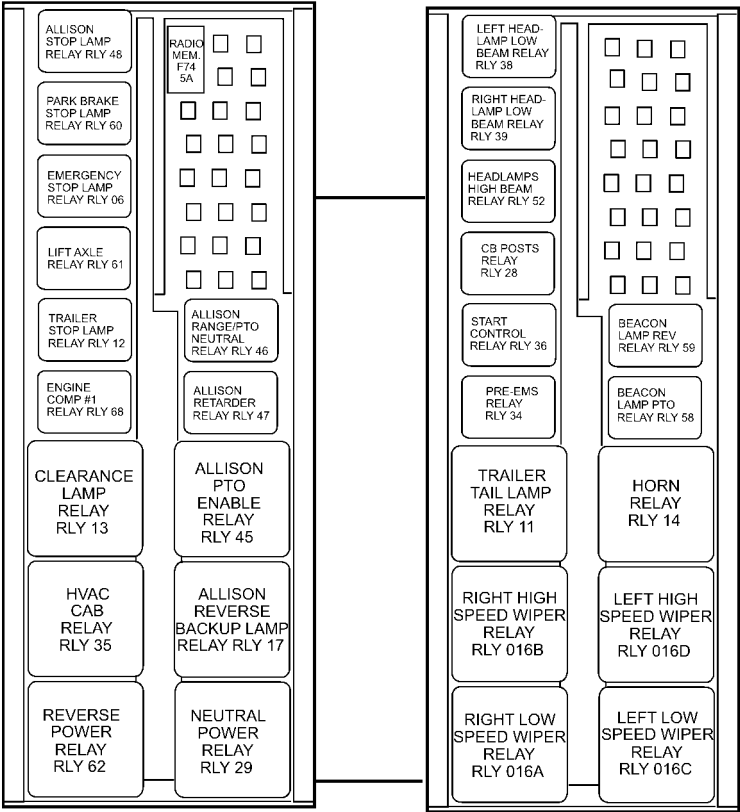 ALLISON
STOP LAMP
RELAY RLY 48
RADIO
MEM.
F74
5A
PARK BRAKE
STOP LAMP
RELAY RLY 60
EMERGENCY
STOP LAMP
RELAY RLY 06
LIFT AXLE
RELAY RLY 61
TRAILER
STOP LAMP
RELAY RLY 12
ALLISON
RANGE/PTO
NEUTRAL
RELAY RLY 46
ENGINE
COMP #1
RELAY RLY 68
ALLISON
RETARDER
RELAY RLY 47
CLEARANCE
LAMP
RELAY
RLY 13
ALLISON
PTO
ENABLE
RELAY
RLY 45
HVAC
CAB
RELAY
RLY 35
ALLISON
REVERSE
BACKUP LAMP
RELAY RLY 17
REVERSE
POWER
RELAY
RLY 62
NEUTRAL
POWER
RELAY
RLY 29
LEFT HEAD-
LAMP LOW
BEAM RELAY
RLY 38
RIGHT HEAD-
LAMP LOW
BEAM RELAY
RLY 39
HEADLAMPS
HIGH BEAM
RELAY RLY 52
CB POSTS
RELAY
RLY 28
START
CONTROL
RELAY RLY 36
BEACON
LAMP REV
RELAY RLY 59
PRE-EMS
RELAY
RLY 34
BEACON
LAMP PTO
RELAY RLY 58
TRAILER
TAIL LAMP
RELAY
RLY 11
HORN
RELAY
RLY 14
RIGHT HIGH
SPEED WIPER
RELAY
RLY 016B
LEFT HIGH
SPEED WIPER
RELAY
RLY 016D
RIGHT LOW
SPEED WIPER
RELAY
RLY 016A
LEFT LOW
SPEED WIPER
RELAY
RLY 016C